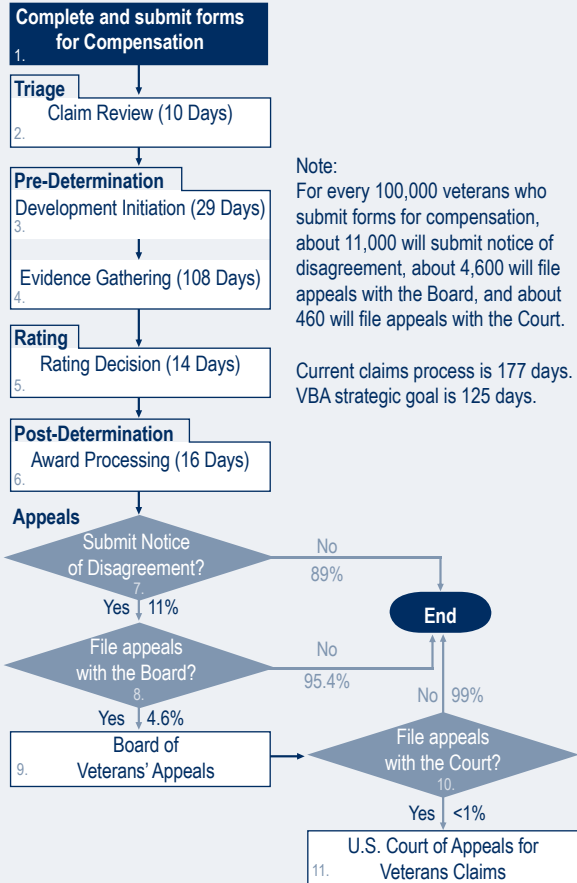 Complete and submit forms
for Compensation
1.
Triage
Claim Review (10 Days)
2.
Pre-Determination
Development Initiation (29 Days)
3.
Evidence Gathering (108 Days)
4.
Rating
Rating Decision (14 Days)
5.
Post-Determination
Award Processing (16 Days)
6.
Note:
For every 100,000 veterans who
submit forms for compensation,
about 11,000 will submit notice of
disagreement, about 4,600 will file
appeals with the Board, and about
460 will file appeals with the Court.
Current claims process is 177 days.
VBA strategic goal is 125 days.
Appeals
Submit Notice
of Disagreement?
7.
No
89%
Yes 11%
End
File appeals
with the Board?
8.
No
95.4%
Yes 4.6%
No 99%
Board of
9.
Veterans' Appeals
File appeals
with the Court?
10.
Yes <1%
U.S. Court of Appeals for
11.
Veterans Claims